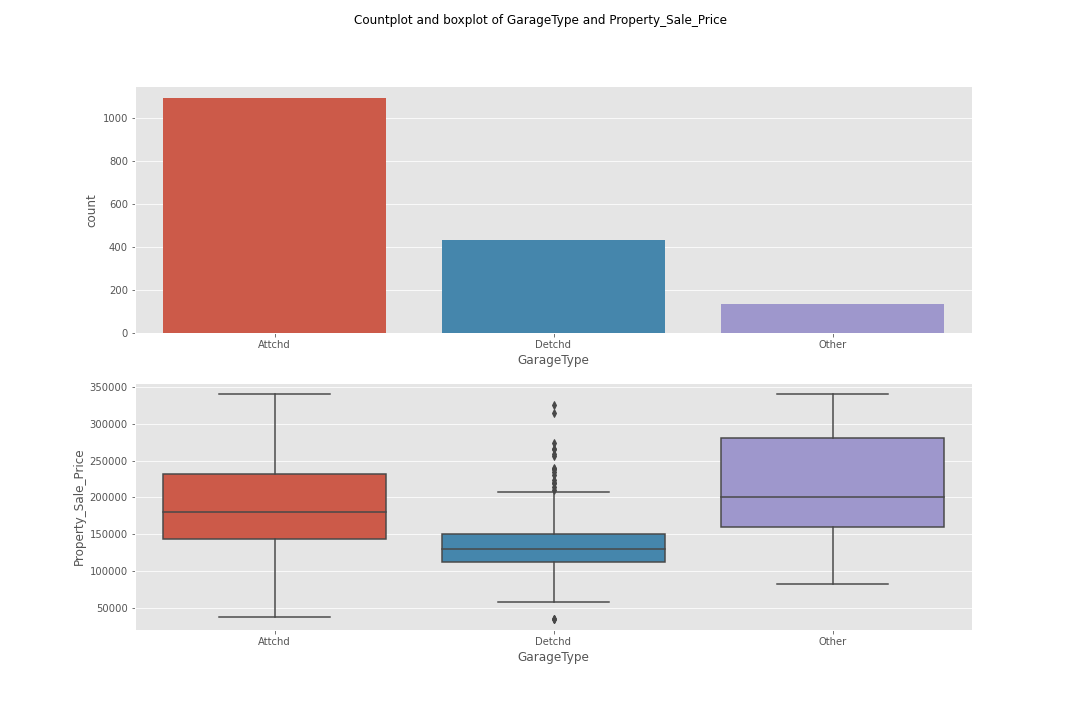 Countplot and boxplot of GarageType and Property_Sale_Price
1000
800
600
400
200
0
count
Attchd Detchd Other
GarageType
350000
300000
250000
200000
150000
100000
50000
Property_Sale_Price
Attchd Detchd Other
GarageType